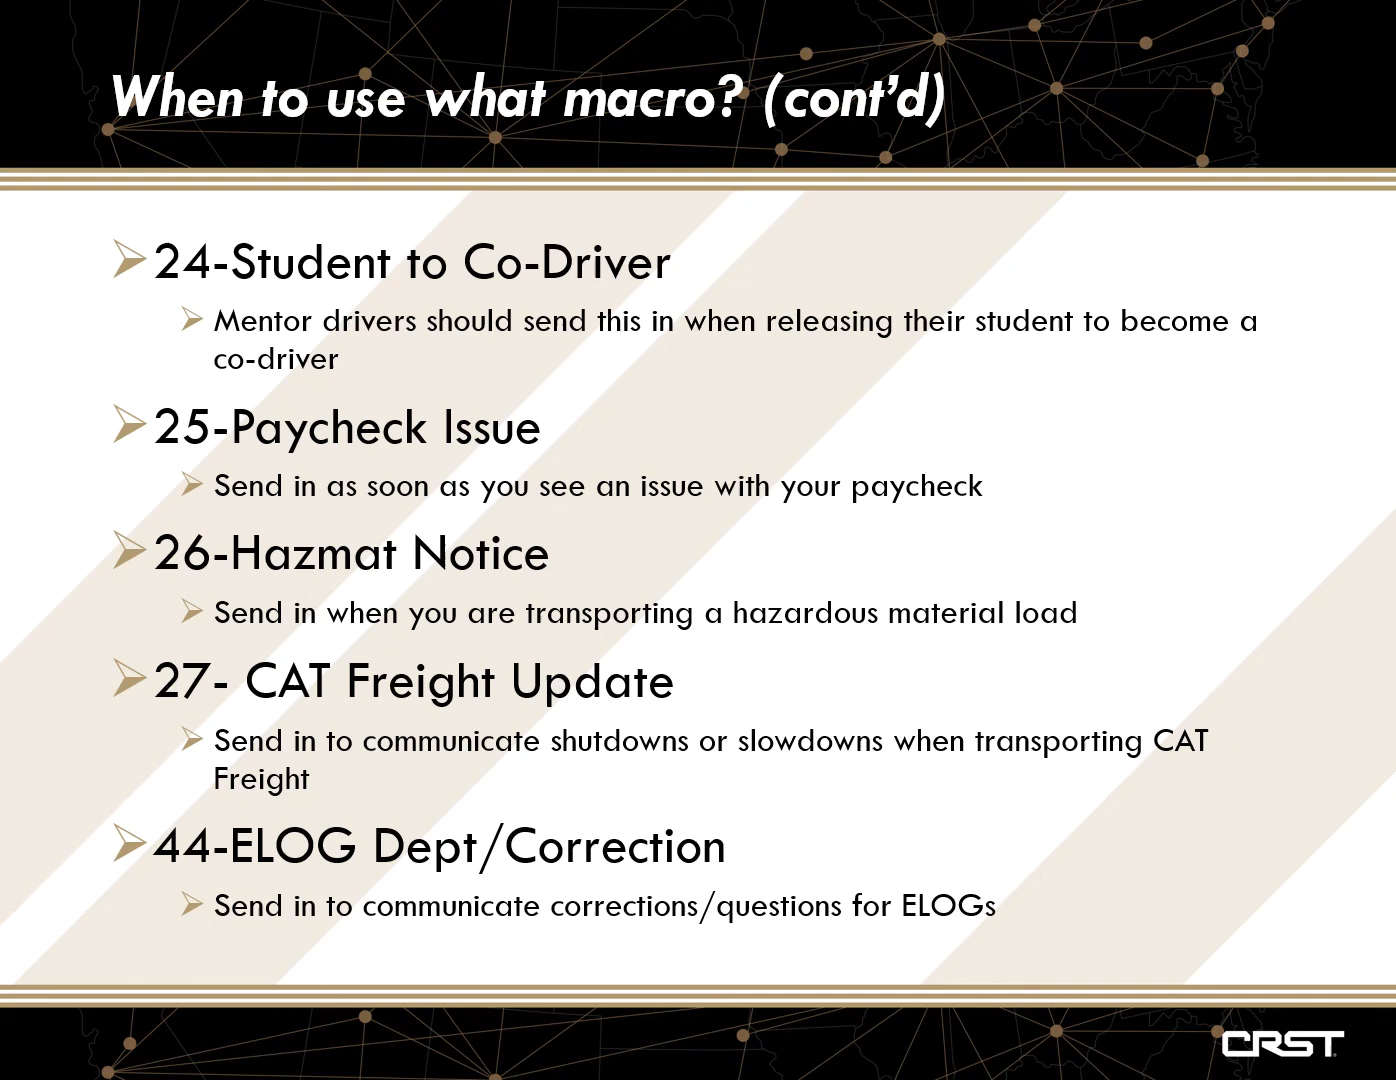 When to use what macro? (cont’d)
24-Student to Co-Driver
Mentor drivers should send this in when releasing their student to become a
co-driver
25-Paycheck Issue
Send in as soon as you see an issue with your paycheck
26-Hazmat Notice
Send in when you are transporting a hazardous material load
27- CAT Freight Update
Send in to communicate shutdowns or slowdowns when transporting CAT
Freight
44-ELOG Dept/Correction
Send in to communicate corrections/questions for ELOGs
CRST